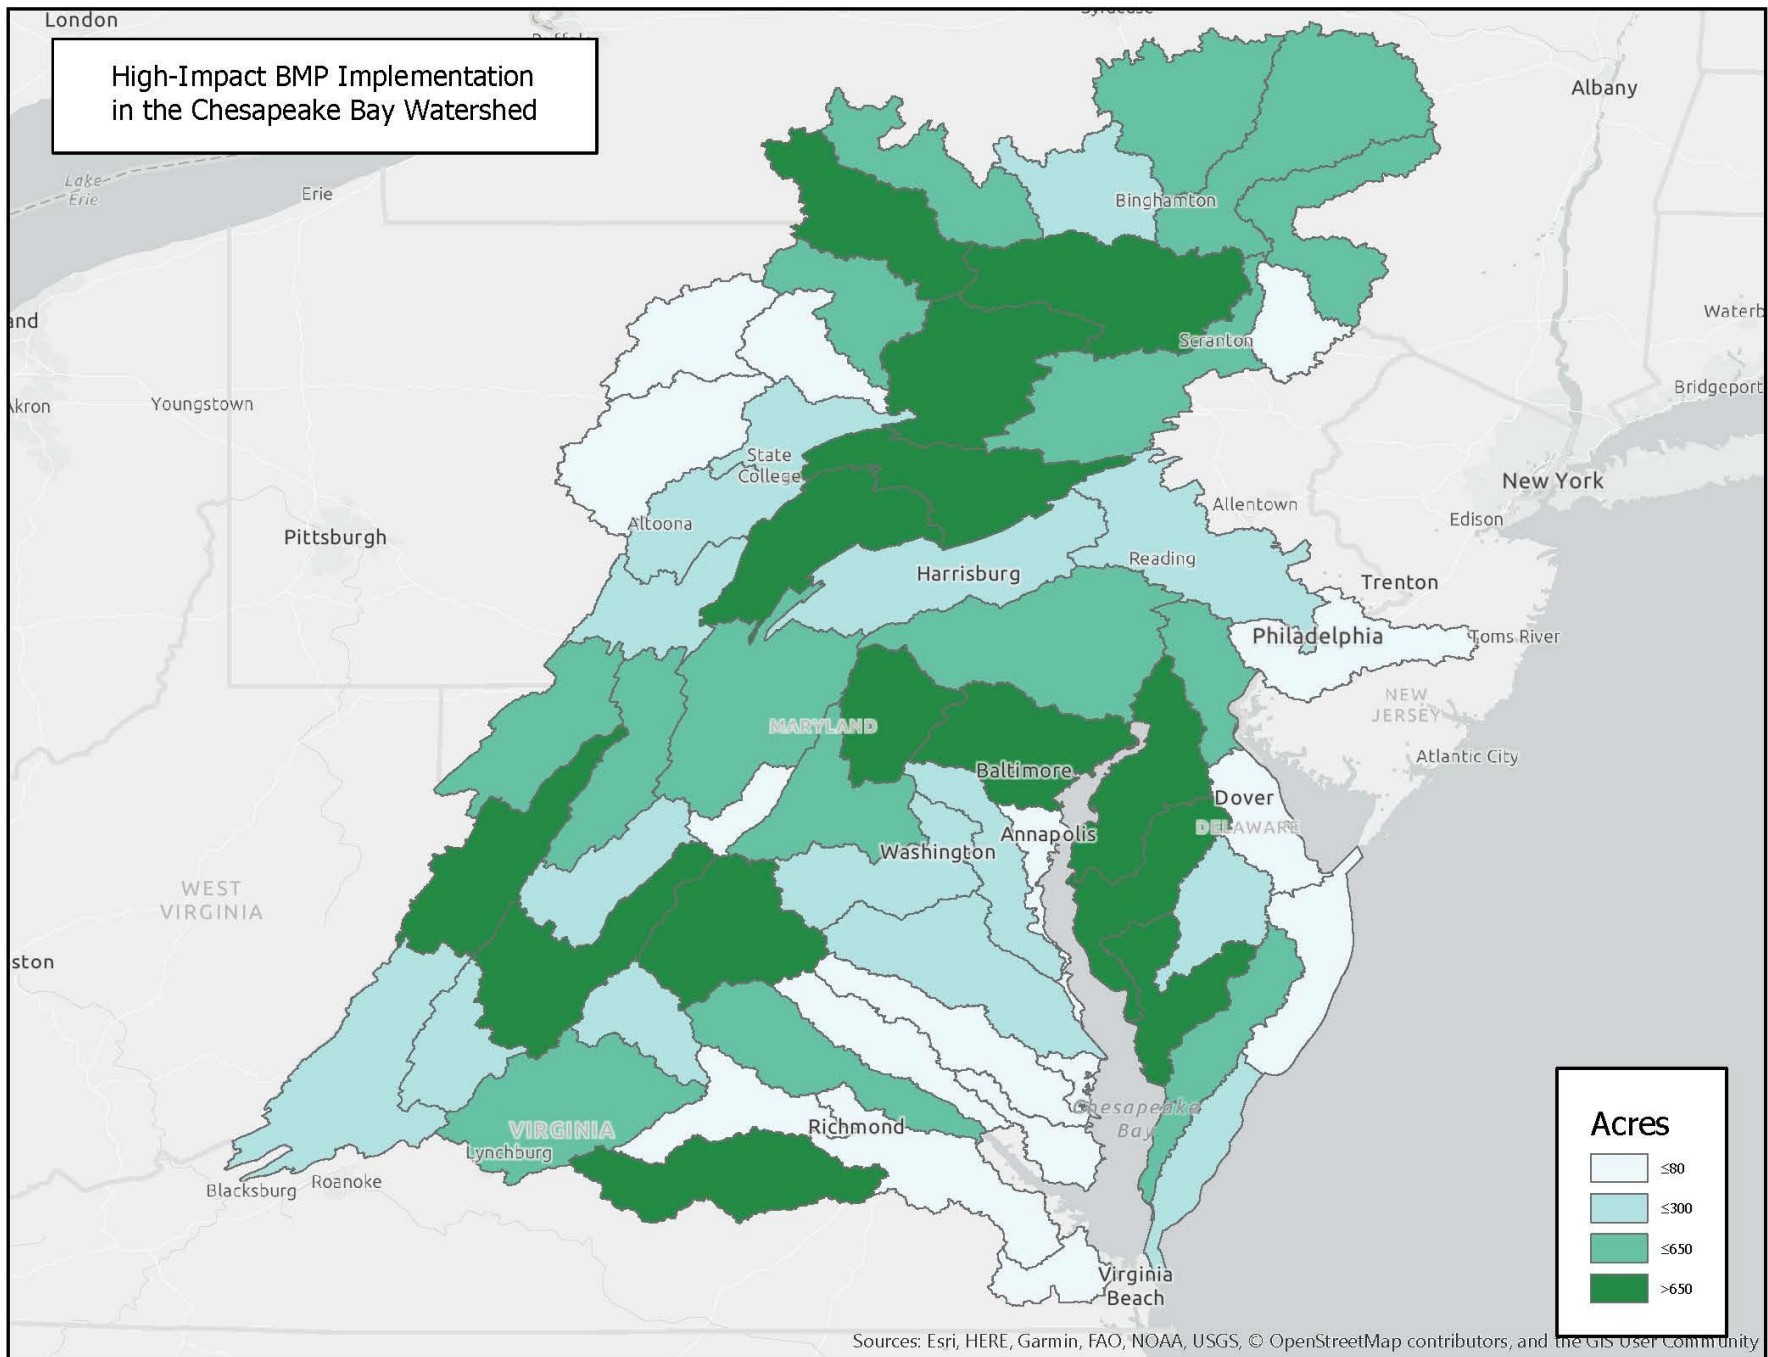 London
High-Impact BMP Implementation
in the Chesapeake Bay Watershed
Albany
Lake
Erie
Erie
Binghamton
and
Waterb
Scranton
Bridgeport
Akron
Youngstown
State
College
New York
Allentown
Edison
Altoona
Pittsburgh
Reading
Harrisburg
Trenton
Philadelphia
Toms River
NEW
JERSEY
MARYLAND
Atlantic City
Baltimore
Dover
DELAWARE
Annapolis
Washington
WEST
VIRGINIA
ston
Chesapeake
Bay
VIRGINIA
Richmond
Lynchburg
Blacksburg
Roanoke
Virginia
Beach
Acres
≤80
≤300
≤650
>650
Sources: Esri, HERE, Garmin, FAO, NOAA, USGS, © OpenStreetMap contributors, and the GIS User Community